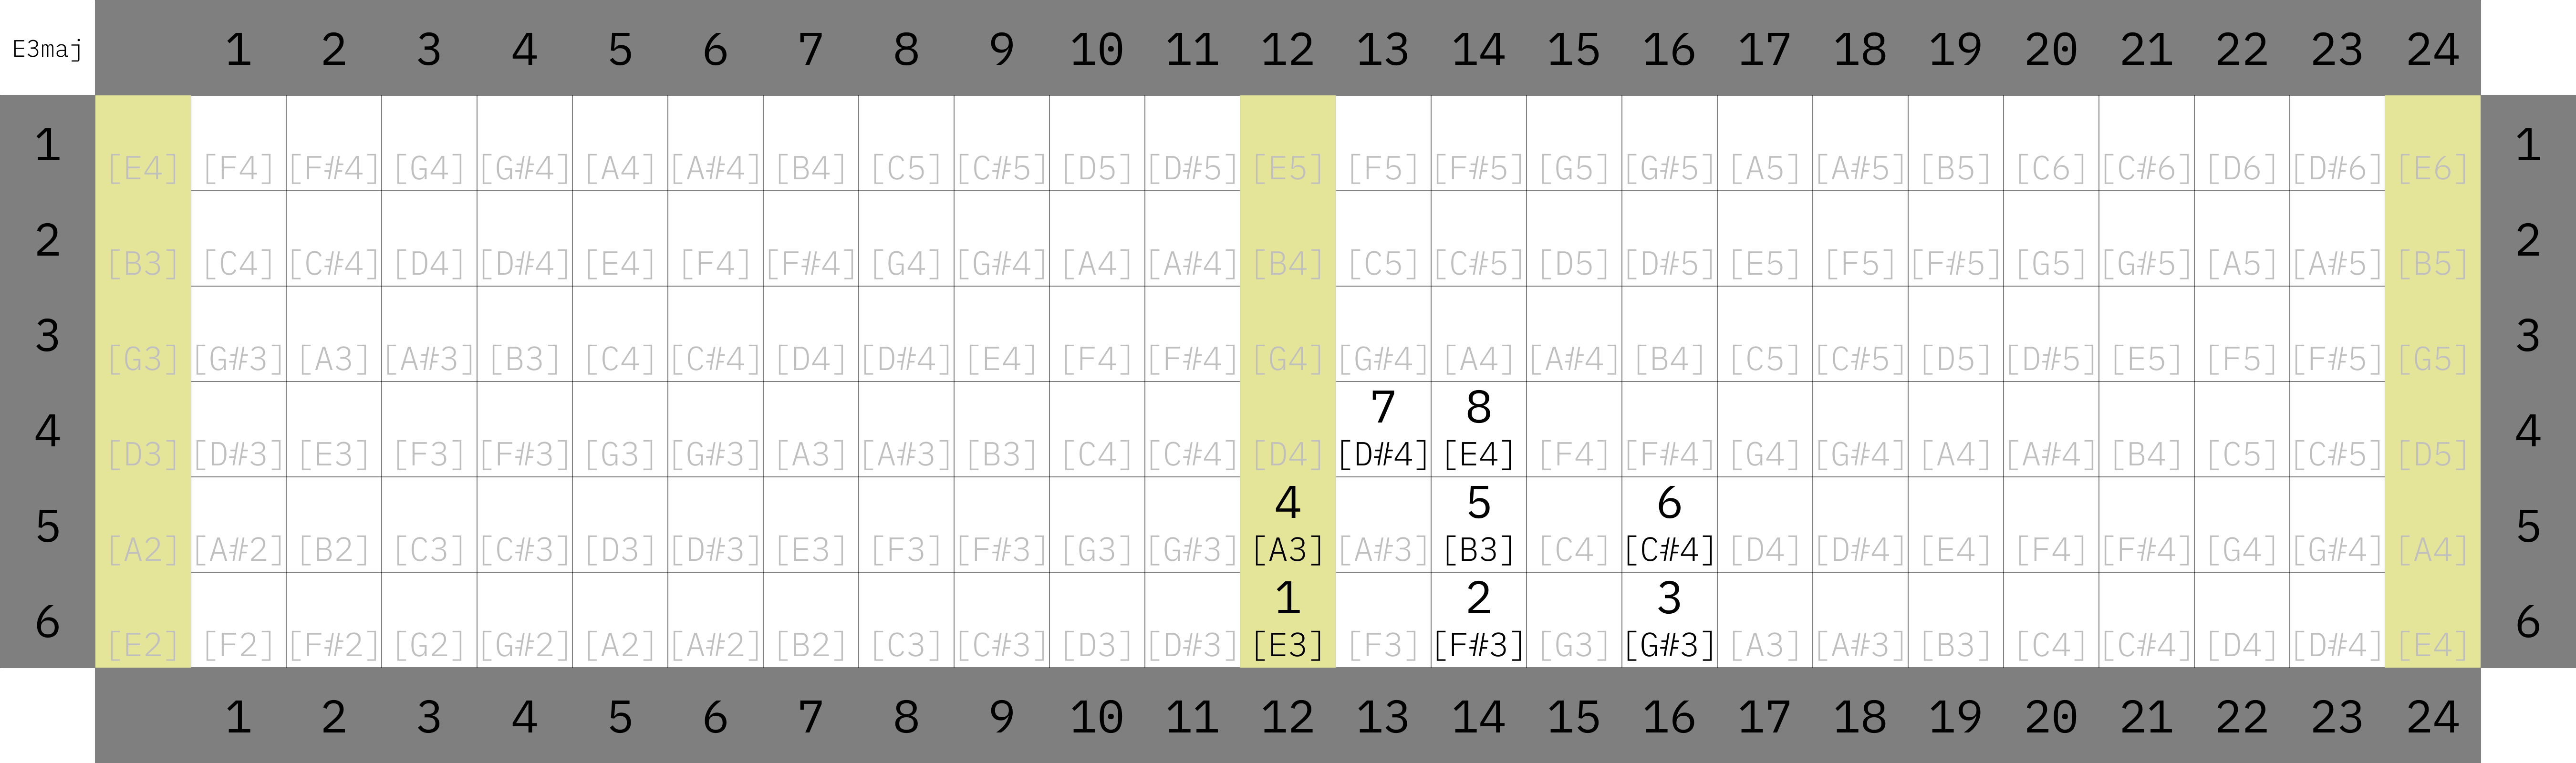 E3maj 1 2 3 4 5 6 7 8 9 10 11 12 13 14 15 16 17 18 19 20 21 22 23 24
1 [E4] [F4] [F#4] [G4] [G#4] [A4] [A#4] [B4] [C5] [C#5] [D5] [D#5] [E5] [F5] [F#5] [G5] [G#5] [A5] [A#5] [B5] [C6] [C#6] [D6] [D#6] [E6] 1
2 [B3] [C4] [C#4] [D4] [D#4] [E4] [F4] [F#4] [G4] [G#4] [A4] [A#4] [B4] [C5] [C#5] [D5] [D#5] [E5] [F5] [F#5] [G5] [G#5] [A5] [A#5] [B5] 2
3 [G3] [G#3] [A3] [A#3] [B3] [C4] [C#4] [D4] [D#4] [E4] [F4] [F#4] [G4] [G#4] [A4] [A#4] [B4] [C5] [C#5] [D5] [D#5] [E5] [F5] [F#5] [G5] 3
7 8
4 [D3] [D#3] [E3] [F3] [F#3] [G3] [G#3] [A3] [A#3] [B3] [C4] [C#4] [D4] [D#4] [E4] [F4] [F#4] [G4] [G#4] [A4] [A#4] [B4] [C5] [C#5] [D5] 4
4 5 6
5 [A2] [A#2] [B2] [C3] [C#3] [D3] [D#3] [E3] [F3] [F#3] [G3] [G#3] [A3] [A#3] [B3] [C4] [C#4] [D4] [D#4] [E4] [F4] [F#4] [G4] [G#4] [A4] 5
1 2 3
6 [E2] [F2] [F#2] [G2] [G#2] [A2] [A#2] [B2] [C3] [C#3] [D3] [D#3] [E3] [F3] [F#3] [G3] [G#3] [A3] [A#3] [B3] [C4] [C#4] [D4] [D#4] [E4] 6
1 2 3 4 5 6 7 8 9 10 11 12 13 14 15 16 17 18 19 20 21 22 23 24